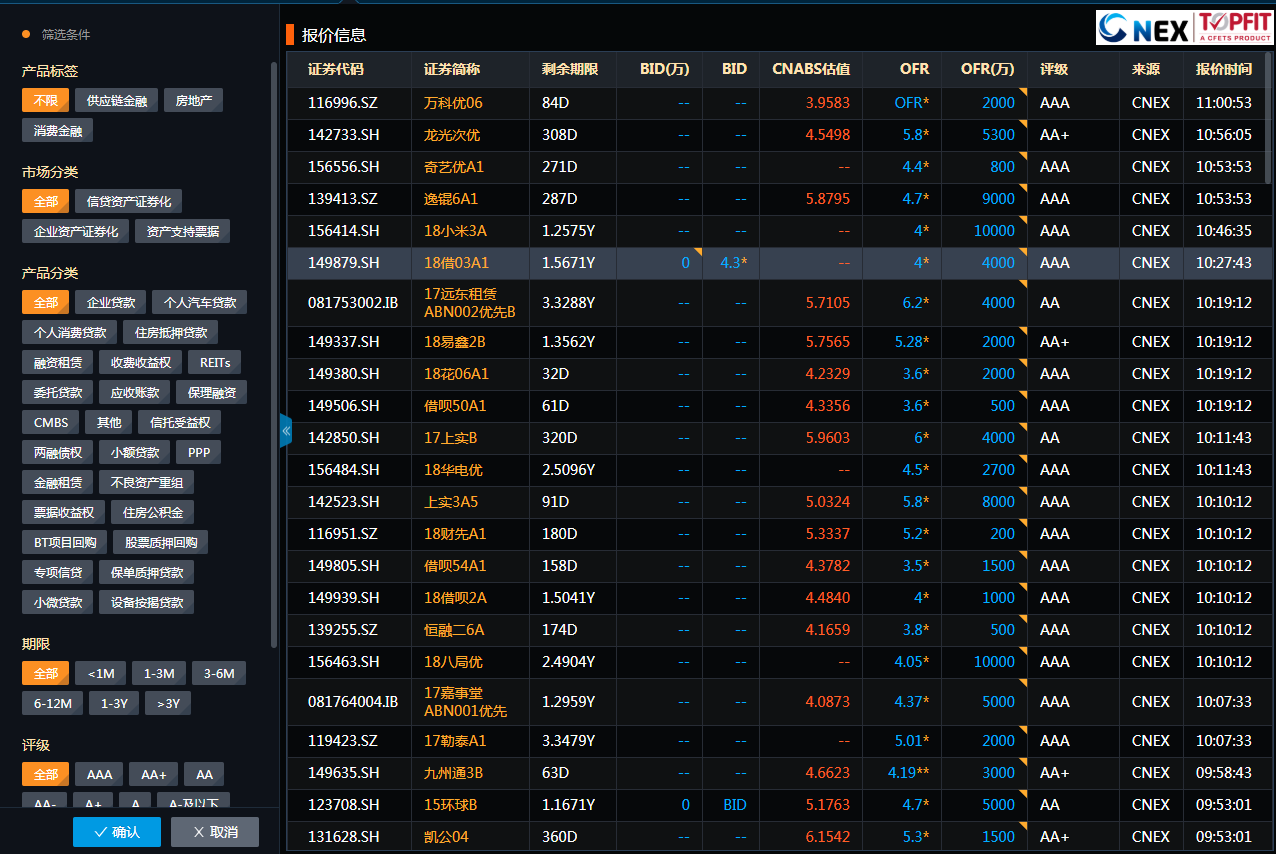 筛选条件
产品标签
不限 供应链金融 房地产
消费金融
市场分类
全部 信贷资产证券化
企业资产证券化 资产支持票据
产品分类
全部 企业贷款 个人汽车贷款
个人消费贷款 住房抵押贷款
融资租赁 收费收益权 REITs
委托贷款 应收账款 保理融资
CMBS 其他 信托受益权
两融债权 小额贷款 PPP
金融租赁 不良资产重组
票据收益权 住房公积金
BT项目回购 股票质押回购
专项信贷 保单质押贷款
小微贷款 设备按揭贷款
期限
全部 <1M 1-3M 3-6M
6-12M 1-3Y >3Y
评级
全部 AAA AA+ AA
AA- A+ A A-及以下
确认 取消
报价信息
CNEX TOPFIT
A CFETS PRODUCT
证券代码 证券简称 剩余期限 BID(万) BID CNABS估值 OFR OFR(万) 评级 来源 报价时间
116996.SZ 万科优06 84D -- -- 3.9583 OFR* 2000 AAA CNEX 11:00:53
142733.SH 龙光次优 308D -- -- 4.5498 5.8* 5300 AA+ CNEX 10:56:05
156556.SH 奇艺优A1 271D -- -- -- 4.4* 800 AAA CNEX 10:53:53
139413.SZ 逸锟6A1 287D -- -- 5.8795 4.7* 9000 AAA CNEX 10:53:53
156414.SH 18小米3A 1.2575Y -- -- -- 4* 10000 AAA CNEX 10:46:35
149879.SH 18借03A1 1.5671Y 0 4.3* -- 4* 4000 AAA CNEX 10:27:43
081753002.IB 17远东租赁 3.3288Y -- -- 5.7105 6.2* 4000 AA CNEX 10:19:12
ABN002优先B
149337.SH 18易鑫2B 1.3562Y -- -- 5.7565 5.28* 2000 AA+ CNEX 10:19:12
149380.SH 18花06A1 32D -- -- 4.2329 3.6* 2000 AAA CNEX 10:19:12
149506.SH 借呗50A1 61D -- -- 4.3356 3.6* 500 AAA CNEX 10:19:12
142850.SH 17上实B 320D -- -- 5.9603 6* 4000 AA CNEX 10:11:43
156484.SH 18华电优 2.5096Y -- -- -- 4.5* 2700 AAA CNEX 10:11:43
142523.SH 上实3A5 91D -- -- 5.0324 5.8* 8000 AAA CNEX 10:10:12
116951.SZ 18财先A1 180D -- -- 5.3337 5.2* 200 AAA CNEX 10:10:12
149805.SH 借呗54A1 158D -- -- 4.3782 3.5* 1500 AAA CNEX 10:10:12
149939.SH 18借呗2A 1.5041Y -- -- 4.4840 4* 1000 AAA CNEX 10:10:12
139255.SZ 恒融二6A 174D -- -- 4.1659 3.8* 500 AAA CNEX 10:10:12
156463.SH 18八局优 2.4904Y -- -- -- 4.05* 10000 AAA CNEX 10:10:12
081764004.IB 17嘉事堂 1.2959Y -- -- 4.0873 4.37* 5000 AAA CNEX 10:07:33
ABN001优先
119423.SZ 17勒泰A1 3.3479Y -- -- -- 5.01* 2000 AAA CNEX 10:07:33
149635.SH 九州通3B 63D -- -- 4.6623 4.19** 3000 AA+ CNEX 09:58:43
123708.SH 15环球B 1.1671Y 0 BID 5.1763 4.7* 5000 AA CNEX 09:53:01
131628.SH 凯公04 360D -- -- 6.1542 5.3* 1500 AA+ CNEX 09:53:01